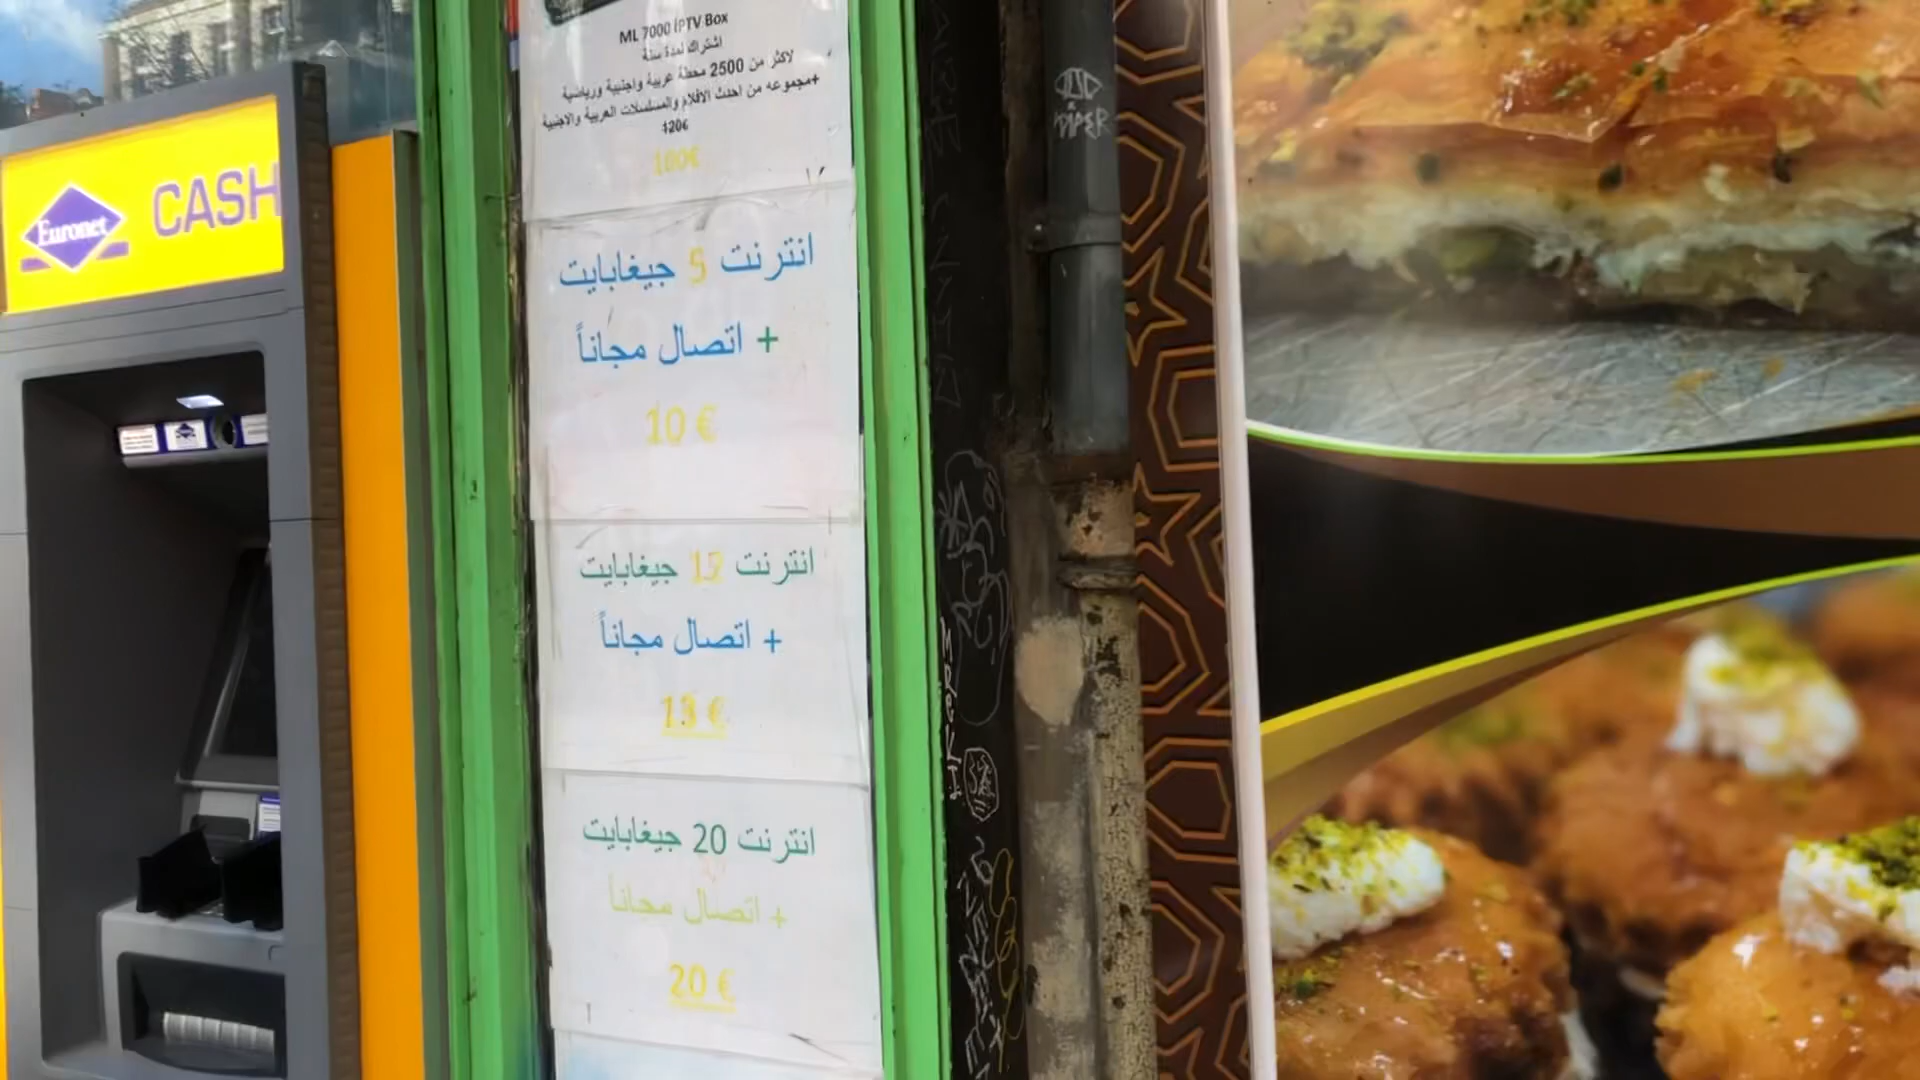 Euronet
CASH
ML 7000 IPTV Box
اشتراك لمدة سنة
لاكثر من 2500 محطة عربية واجنبية ورياضية
+مجموعه من احدث الافلام والمسلسلات العربية والاجنبية
120€
100€
انترنت 5 جيغابايت
+ اتصال مجاناً
10 €
انترنت 15 جيغابايت
+ اتصال مجاناً
13 €
انترنت 20 جيغابايت
+ اتصال مجاناً
20 €